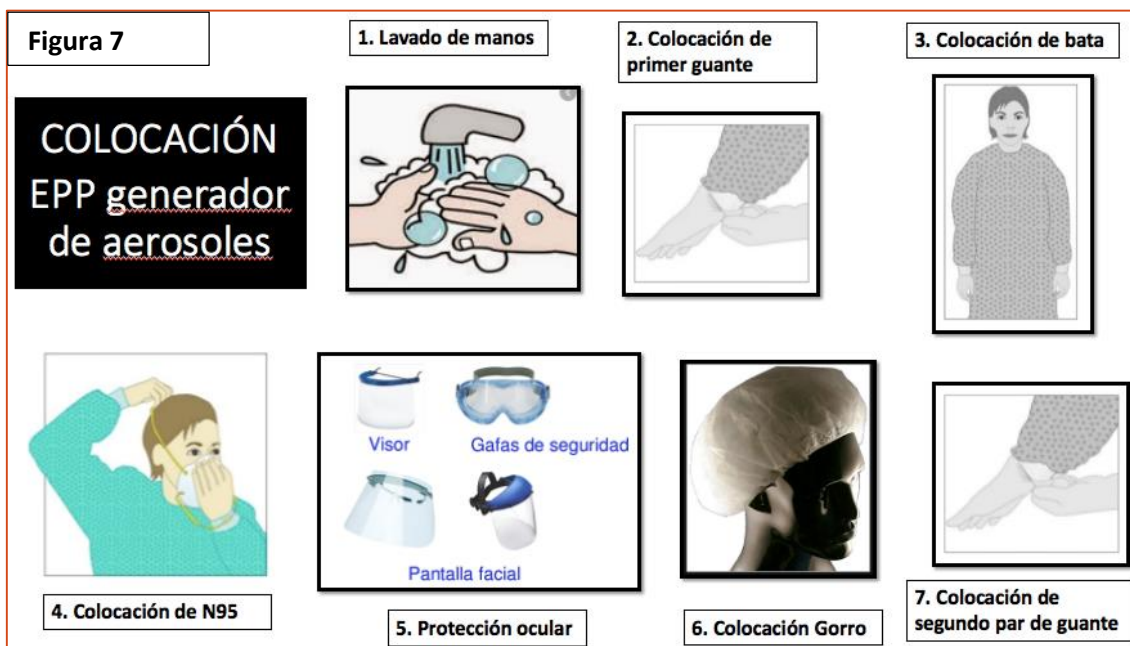 Figura 7
COLOCACIÓN
EPP generador
de aerosoles
1. Lavado de manos
2. Colocación de
primer guante
3. Colocación de bata
4. Colocación de N95
Visor
Gafas de seguridad
Pantalla facial
5. Protección ocular
6. Colocación Gorro
7. Colocación de
segundo par de guante